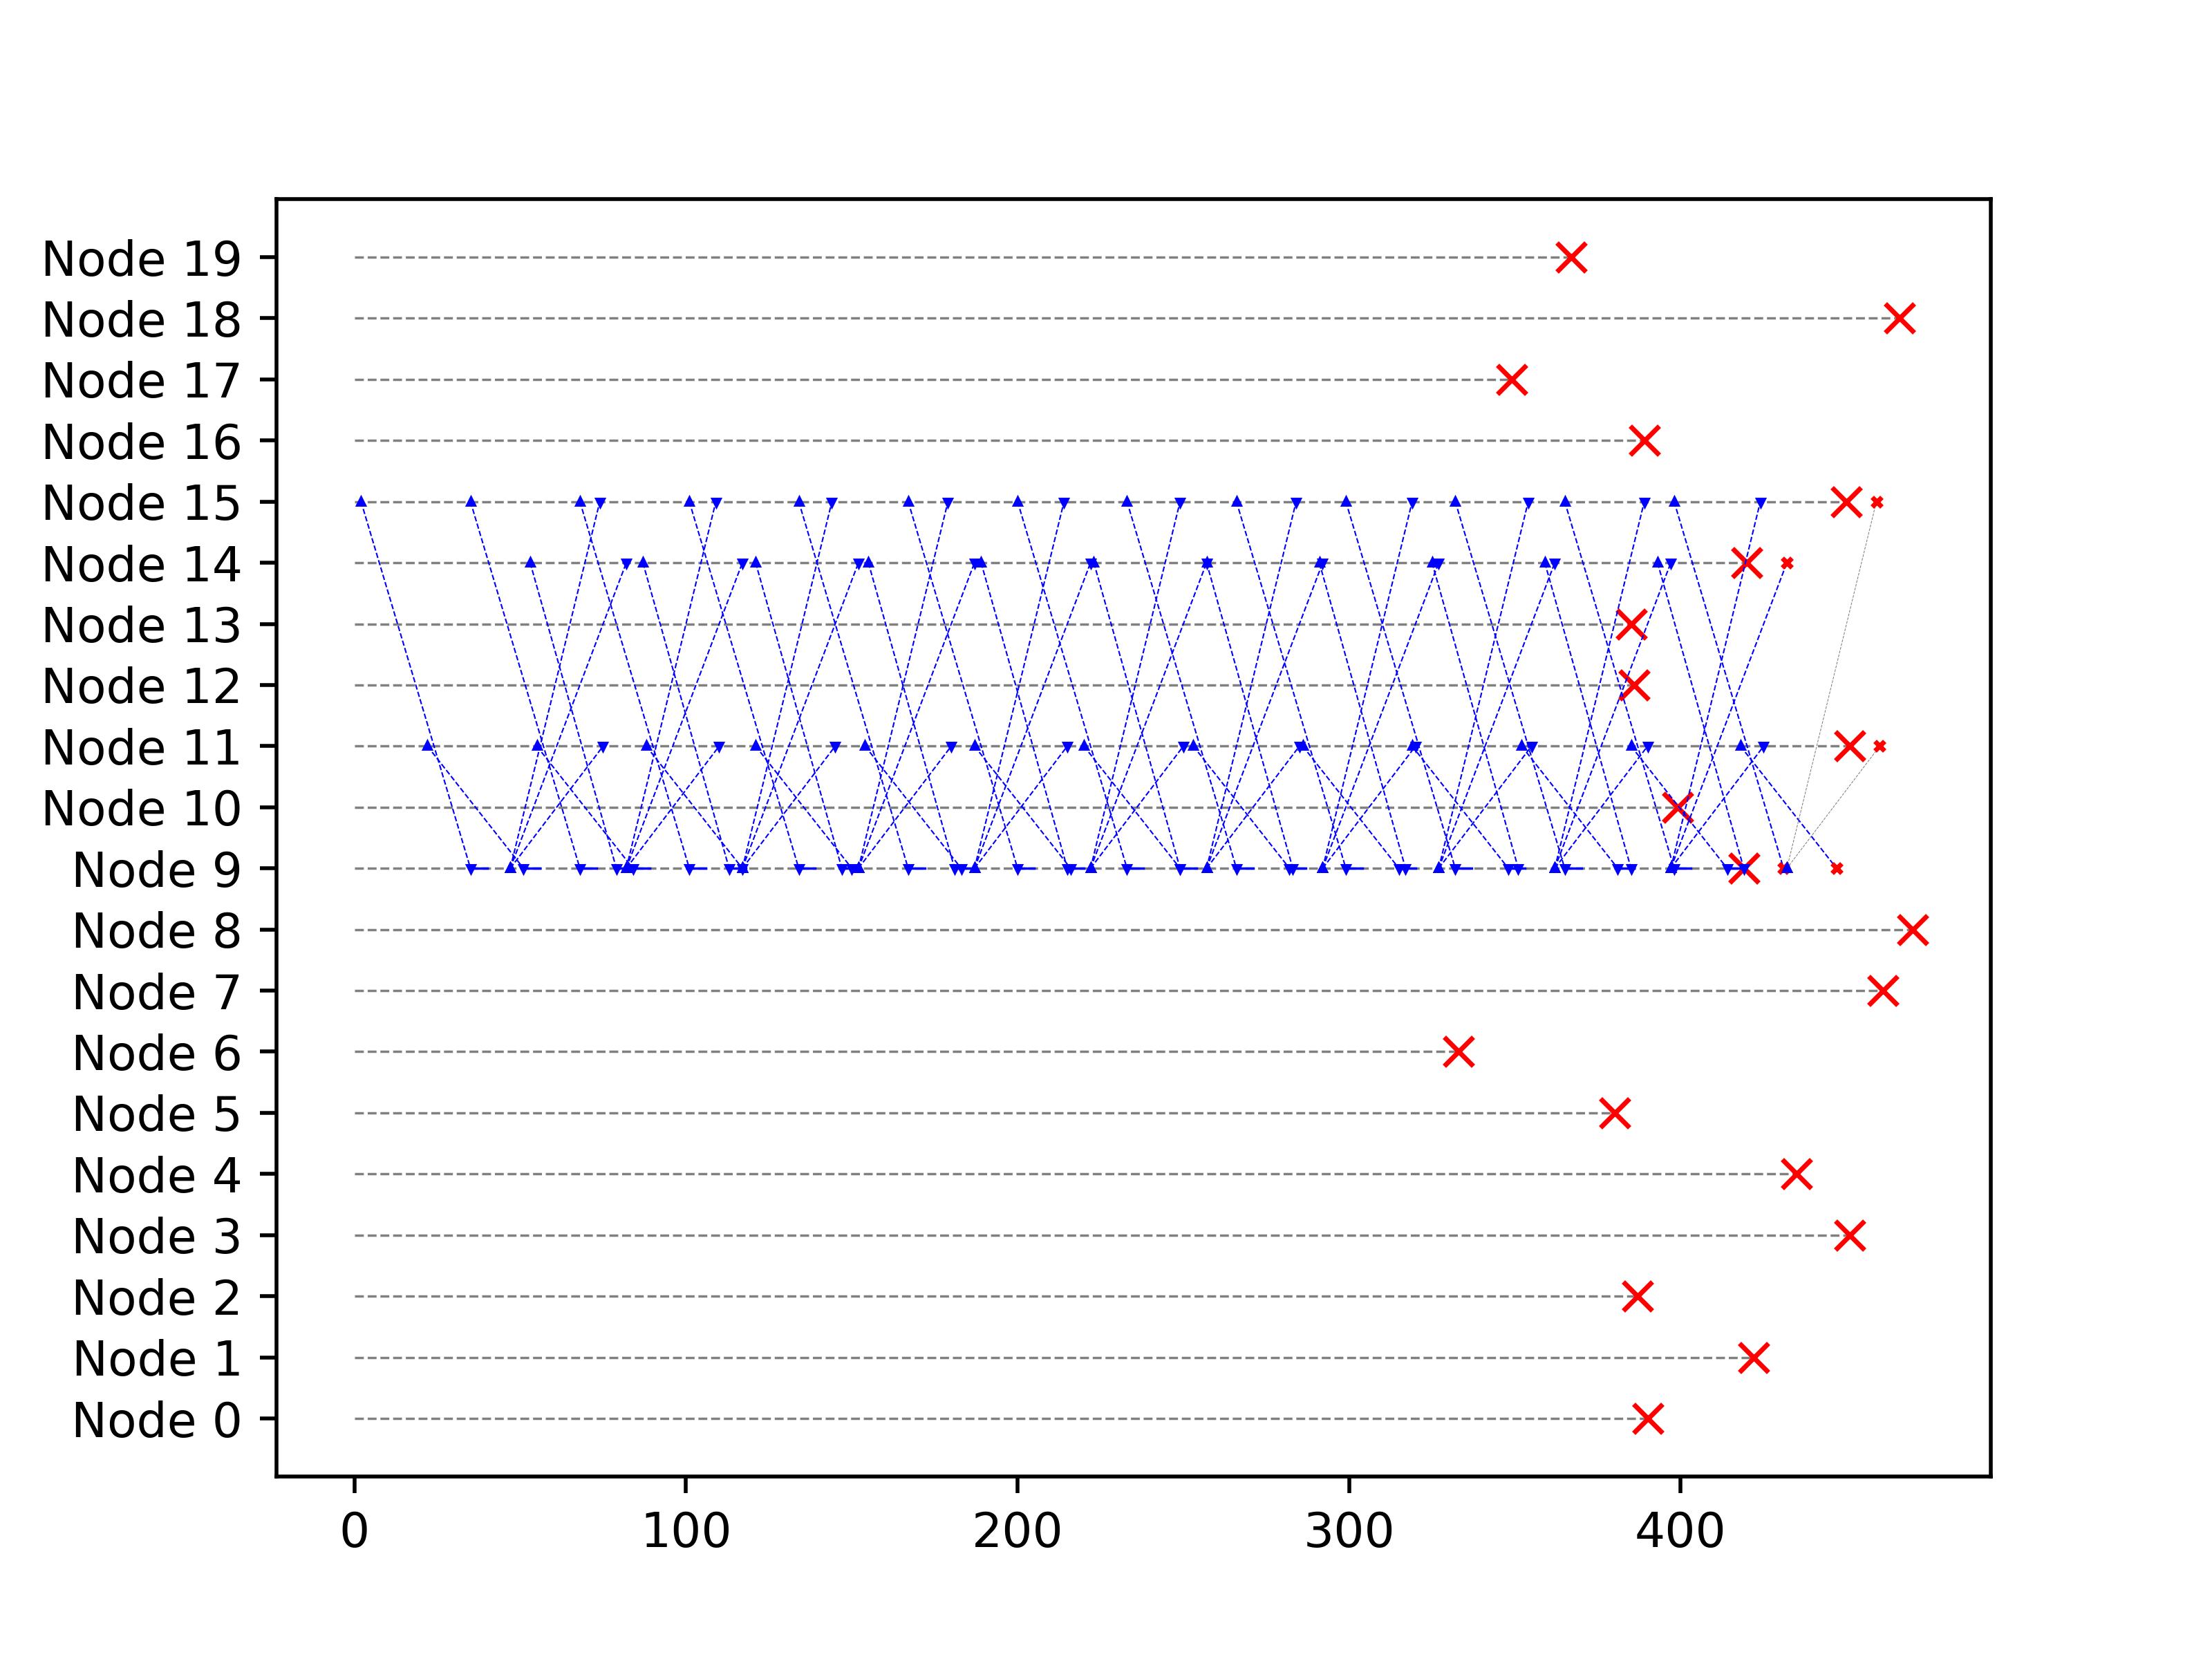 Node 19
Node 18
Node 17
Node 16
Node 15
Node 14
Node 13
Node 12
Node 11
Node 10
Node 9
Node 8
Node 7
Node 6
Node 5
Node 4
Node 3
Node 2
Node 1
Node 0
0 100 200 300 400